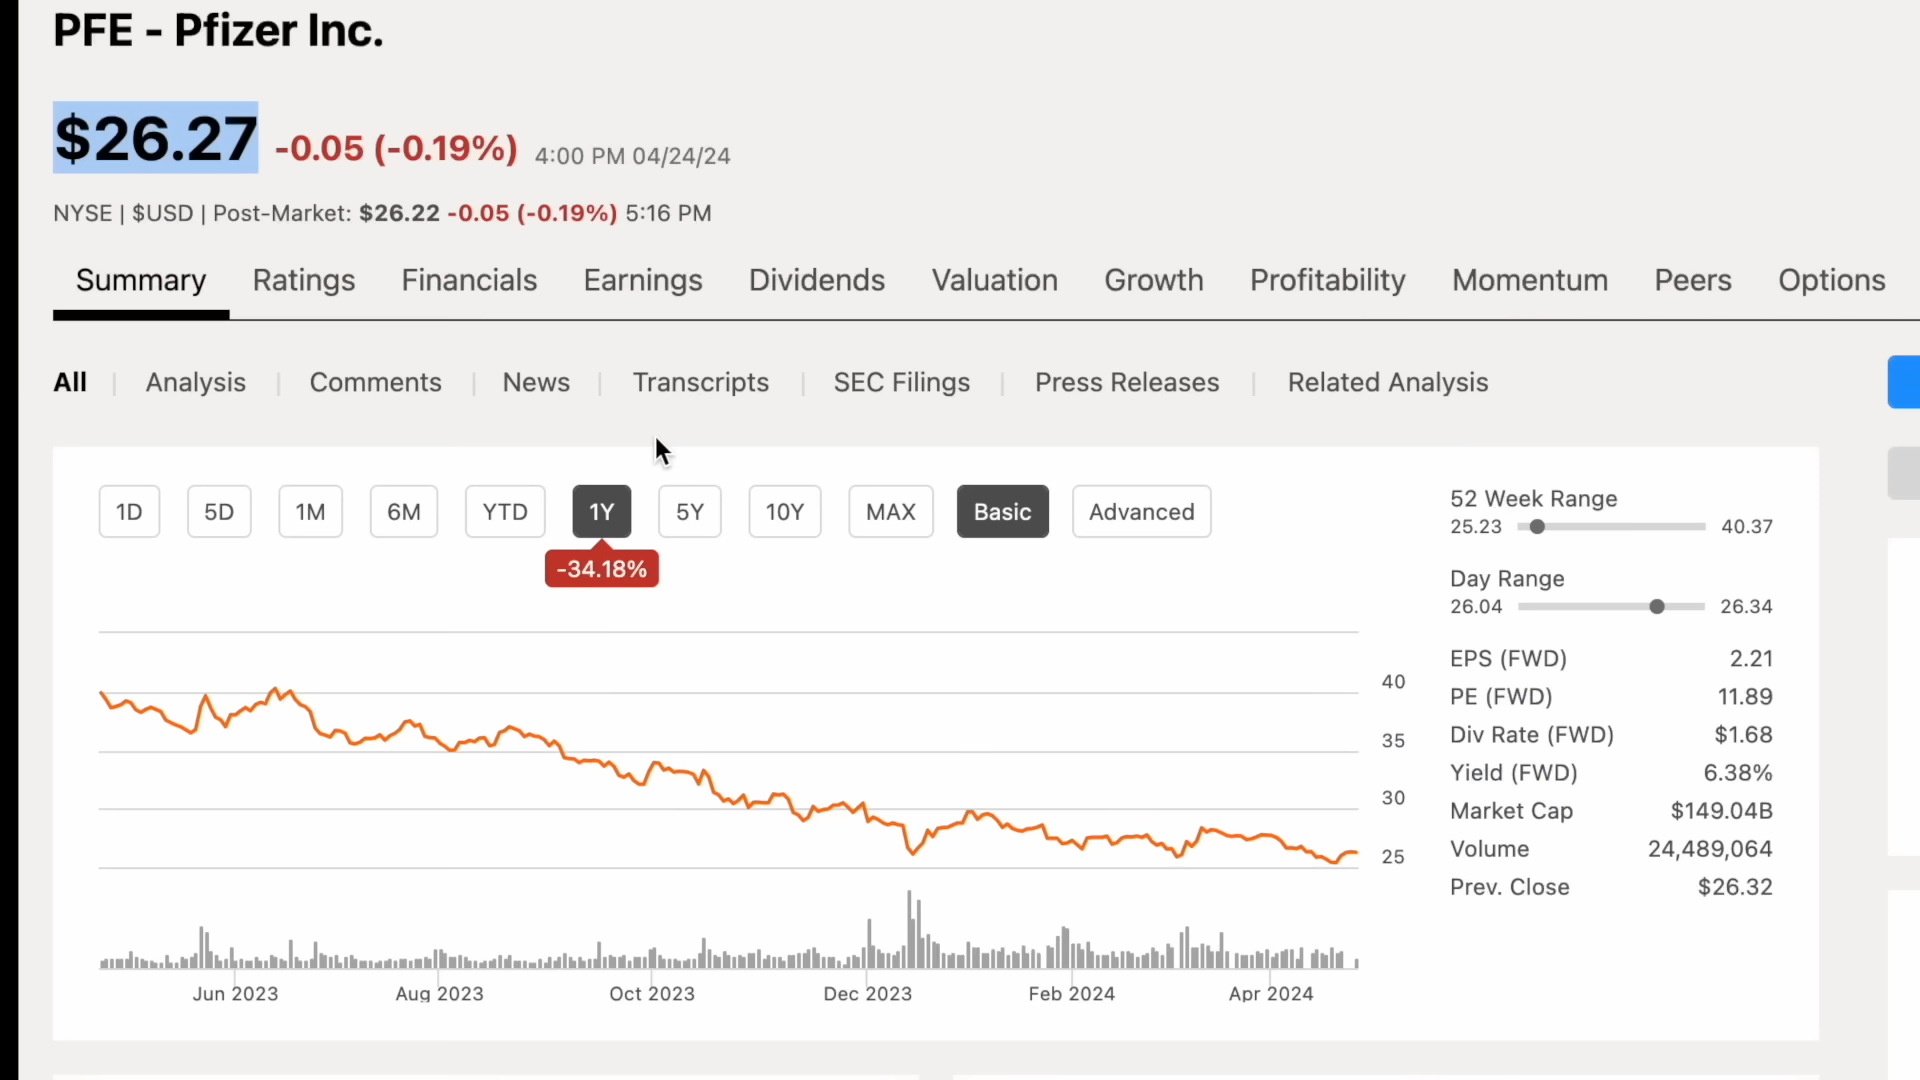 PFE - Pfizer Inc.
$26.27 -0.05 (-0.19%) 4:00 PM 04/24/24
NYSE | $USD | Post-Market: $26.22 -0.05 (-0.19%) 5:16 PM
Summary Ratings Financials Earnings Dividends Valuation Growth Profitability Momentum Peers Options
All | Analysis | Comments | News | Transcripts | SEC Filings | Press Releases | Related Analysis
1D 5D 1M 6M YTD 1Y 5Y 10Y MAX Basic Advanced
-34.18%
40
35
30
25
Jun 2023 Aug 2023 Oct 2023 Dec 2023 Feb 2024 Apr 2024
52 Week Range
25.23 40.37
Day Range
26.04 26.34
EPS (FWD) 2.21
PE (FWD) 11.89
Div Rate (FWD) $1.68
Yield (FWD) 6.38%
Market Cap $149.04B
Volume 24,489,064
Prev. Close $26.32